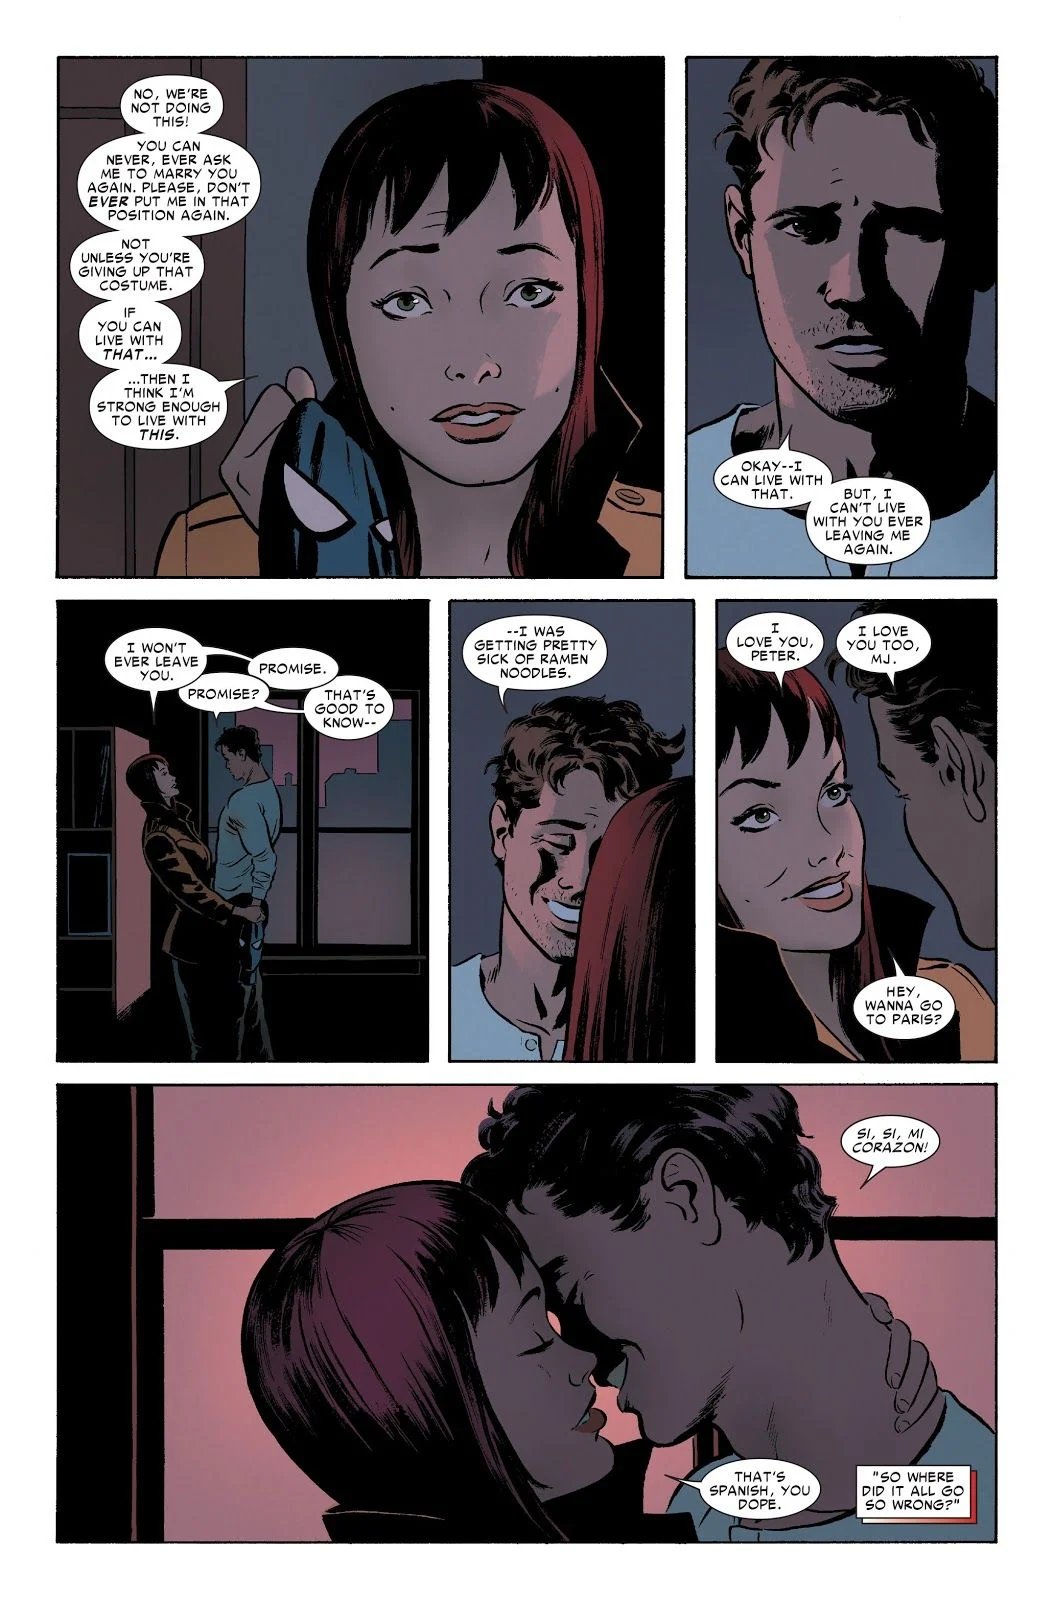 NO, WE'RE
NOT DOING
THIS!
YOU CAN
NEVER, EVER ASK
ME TO MARRY YOU
AGAIN. PLEASE, DON'T
EVER PUT ME IN THAT
POSITION AGAIN.
NOT
UNLESS YOU'RE
GIVING UP THAT
COSTUME.
IF
YOU CAN
LIVE WITH
THAT...
...THEN I
THINK I'M
STRONG ENOUGH
TO LIVE WITH
THIS.
OKAY--I
CAN LIVE WITH
THAT.
BUT, I
CAN'T LIVE
WITH YOU EVER
LEAVING ME
AGAIN.
I WON'T
EVER LEAVE
YOU.
PROMISE?
PROMISE.
THAT'S
GOOD TO
KNOW--
--I WAS
GETTING PRETTY
SICK OF RAMEN
NOODLES.
I
LOVE YOU,
PETER.
I LOVE
YOU TOO,
MJ.
HEY,
WANNA GO
TO PARIS?
SI, SI, MI
CORAZON!
THAT'S
SPANISH, YOU
DOPE.
"SO WHERE
DID IT ALL GO
SO WRONG?"